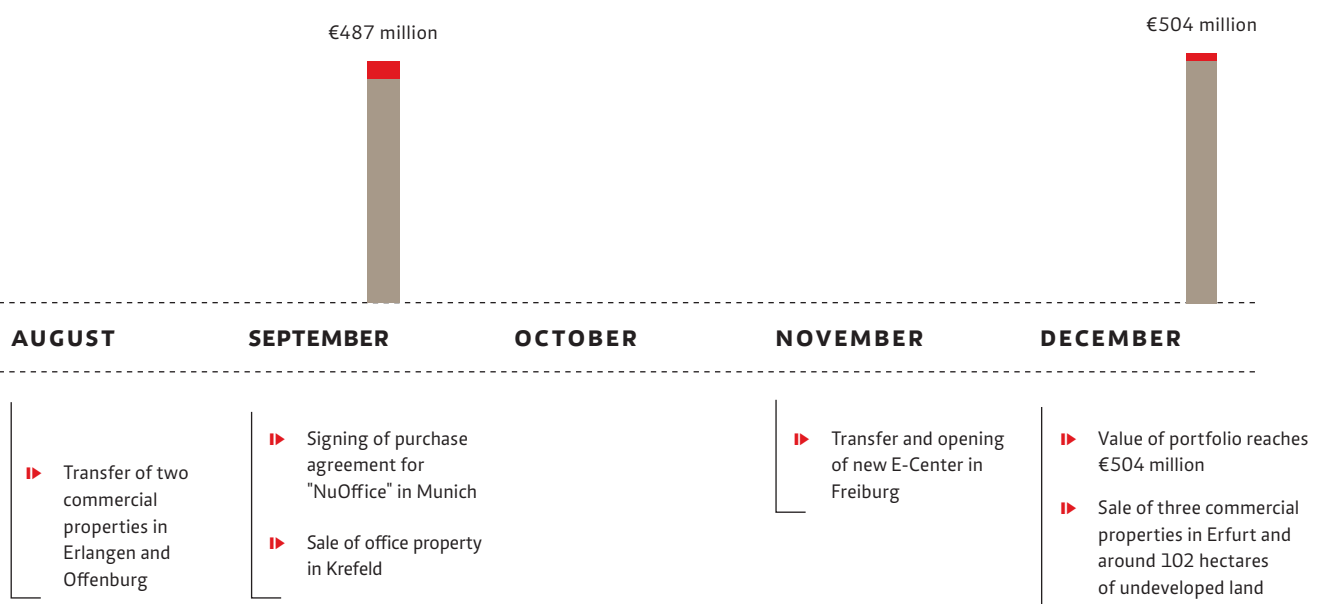 €487 million
€504 million
AUGUST
SEPTEMBER
OCTOBER
NOVEMBER
DECEMBER
Transfer of two
commercial
properties in
Erlangen and
Offenburg
Signing of purchase
agreement for
"NuOffice" in Munich
Sale of office property
in Krefeld
Transfer and opening
of new E-Center in
Freiburg
Value of portfolio reaches
€504 million
Sale of three commercial
properties in Erfurt and
around 102 hectares
of undeveloped land